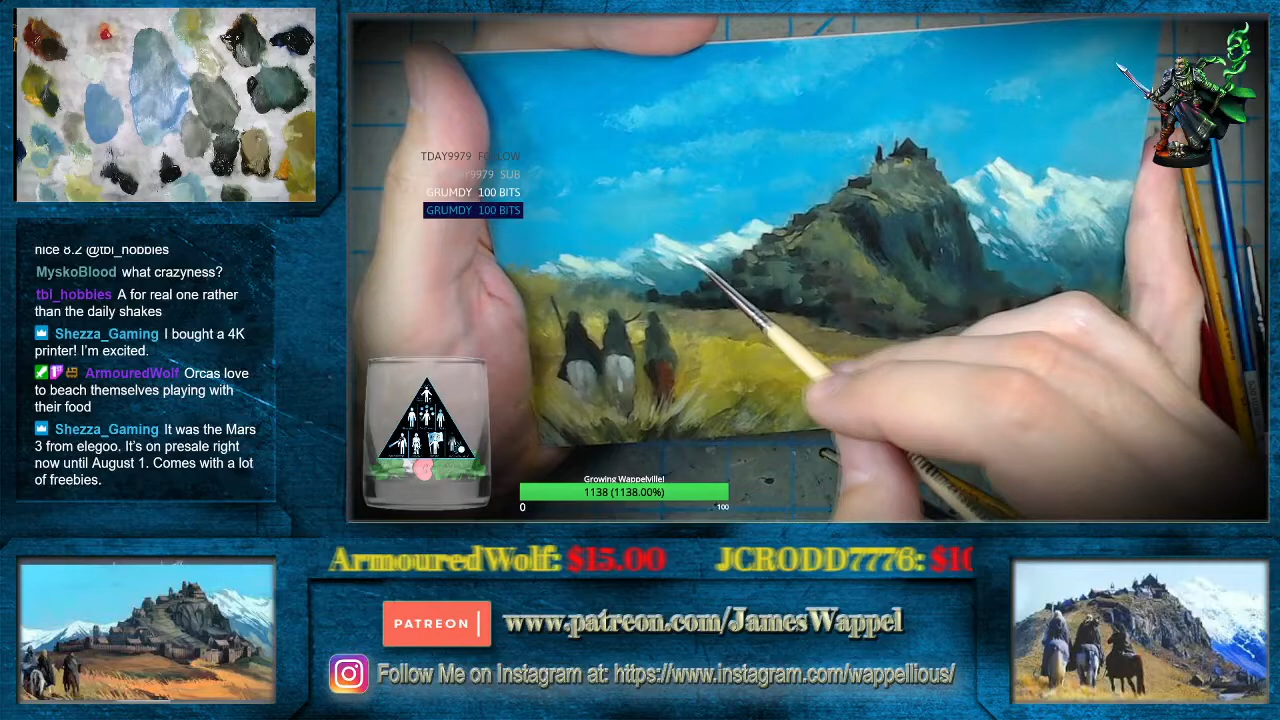 nice 8.2 @tbl_hobbies
MyskoBlood what crazyness?
tbl_hobbies A for real one rather
than the daily shakes
Shezza_Gaming I bought a 4K
printer! I'm excited.
ArmouredWolf Orcas love
to beach themselves playing with
their food
Shezza_Gaming It was the Mars
3 from elegoo. It's on presale right
now until August 1. Comes with a lot
of freebies.
TDAY9979 FOLLOW
SUB
GRUMDY 100 BITS
GRUMDY 100 BITS
Growing Wappelville!
1138 (1138.00%)
0 100
ArmouredWolf: $15.00 JCRODD7776: $10
PATREON www.patreon.com/JamesWappel
Follow Me on Instagram at: https://www.instagram.com/wappellious/